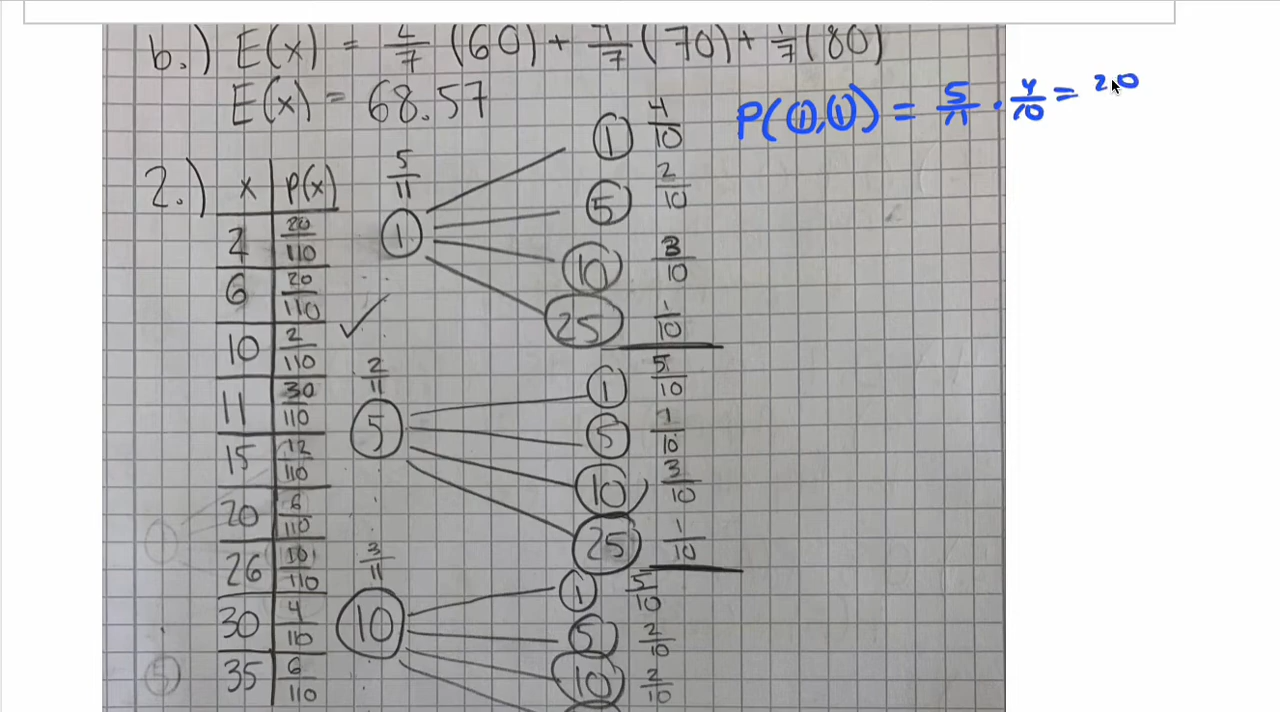 b.) E(x) = 2/7 (60) + 4/7 (70) + 1/7 (80)
E(x) = 68.57
P(①,①) = 5/11 · 4/10 = 20
2.) x | P(x)
2 | 20/110
6 | 20/110
10 | 2/110
11 | 30/110
15 | 12/110
20 | 6/110
26 | 10/110
30 | 4/110
35 | 6/110
5/11
①
① 4/10
⑤ 2/10
⑩ 3/10
㉕ 1/10
✓
2/11
⑤
① 5/10
⑤ 1/10
⑩ 3/10
㉕ 1/10
3/11
⑩
① 5/10
⑤ 2/10
⑩ 2/10
①
⑤